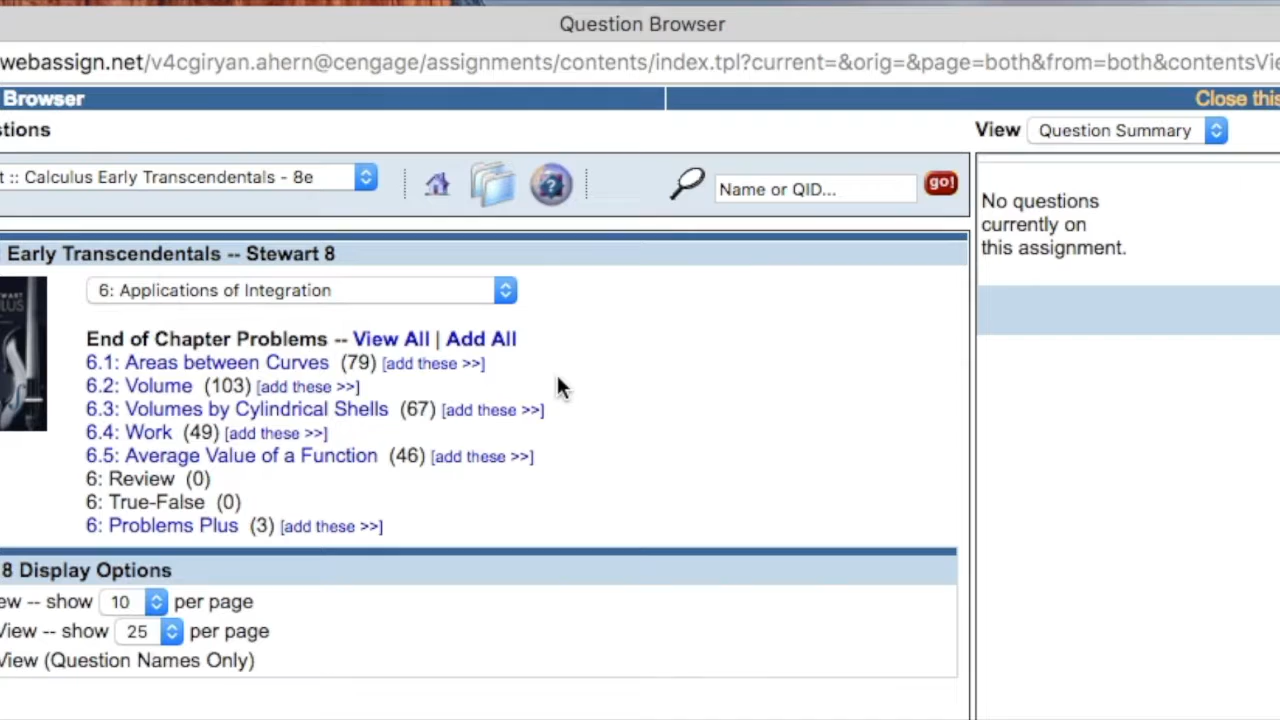 Question Browser
webassign.net/v4cgiryan.ahern@cengage/assignments/contents/index.tpl?current=&orig=&page=both&from=both&contentsVie
Browser
Close this
stions
View Question Summary
t :: Calculus Early Transcendentals - 8e
Name or QID...
go!
No questions
currently on
this assignment.
Early Transcendentals -- Stewart 8
6: Applications of Integration
End of Chapter Problems -- View All | Add All
6.1: Areas between Curves (79) [add these >>]
6.2: Volume (103) [add these >>]
6.3: Volumes by Cylindrical Shells (67) [add these >>]
6.4: Work (49) [add these >>]
6.5: Average Value of a Function (46) [add these >>]
6: Review (0)
6: True-False (0)
6: Problems Plus (3) [add these >>]
8 Display Options
ew -- show 10 per page
View -- show 25 per page
View (Question Names Only)